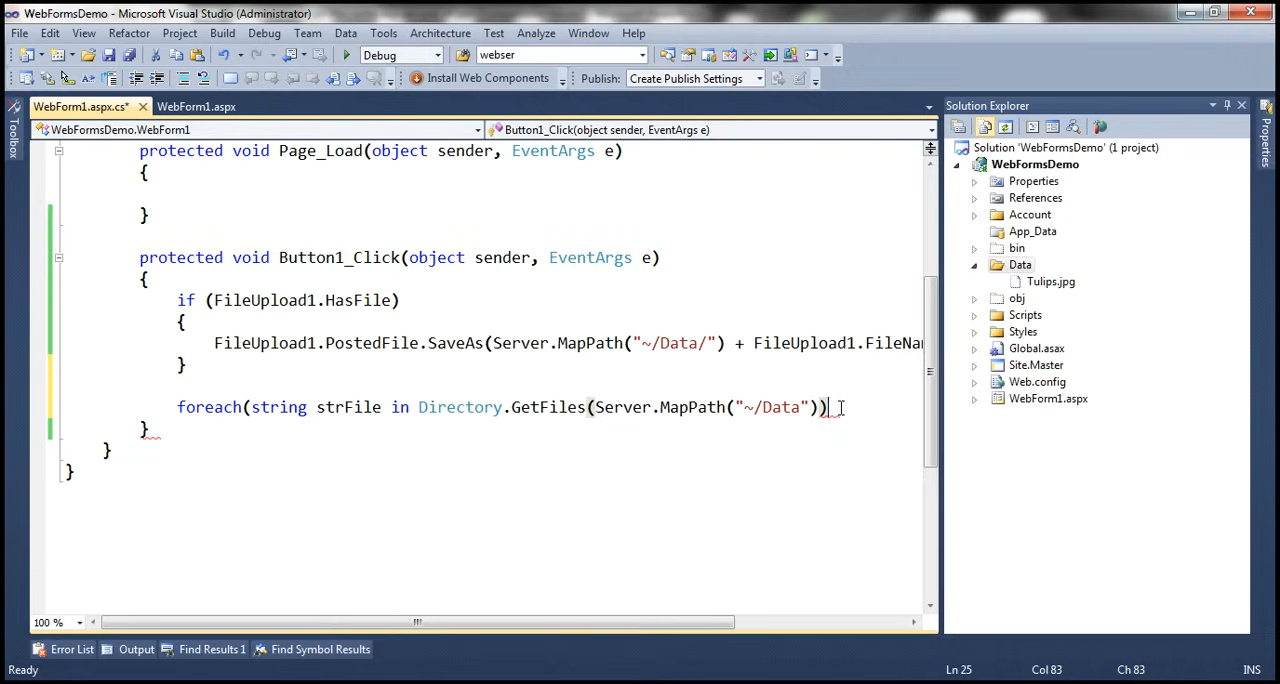 WebFormsDemo - Microsoft Visual Studio (Administrator)
File Edit View Refactor Project Build Debug Team Data Tools Architecture Test Analyze Window Help
Debug webser
Install Web Components Publish: Create Publish Settings
WebForm1.aspx.cs* WebForm1.aspx
WebFormsDemo.WebForm1 Button1_Click(object sender, EventArgs e)
protected void Page_Load(object sender, EventArgs e)
{
}
protected void Button1_Click(object sender, EventArgs e)
{
if (FileUpload1.HasFile)
{
FileUpload1.PostedFile.SaveAs(Server.MapPath("~/Data/") + FileUpload1.FileNam
}
foreach(string strFile in Directory.GetFiles(Server.MapPath("~/Data"))
}
}
}
100 %
Toolbox
Solution Explorer
Solution 'WebFormsDemo' (1 project)
WebFormsDemo
Properties
References
Account
App_Data
bin
Data
Tulips.jpg
obj
Scripts
Styles
Global.asax
Site.Master
Web.config
WebForm1.aspx
Properties
Error List Output Find Results 1 Find Symbol Results
Ready Ln 25 Col 83 Ch 83 INS